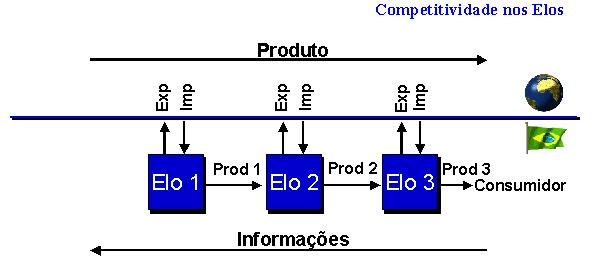 Competitividade nos Elos
Produto
Exp Imp Exp Imp Exp Imp
Elo 1 Prod 1 Elo 2 Prod 2 Elo 3 Prod 3
Consumidor
Informações